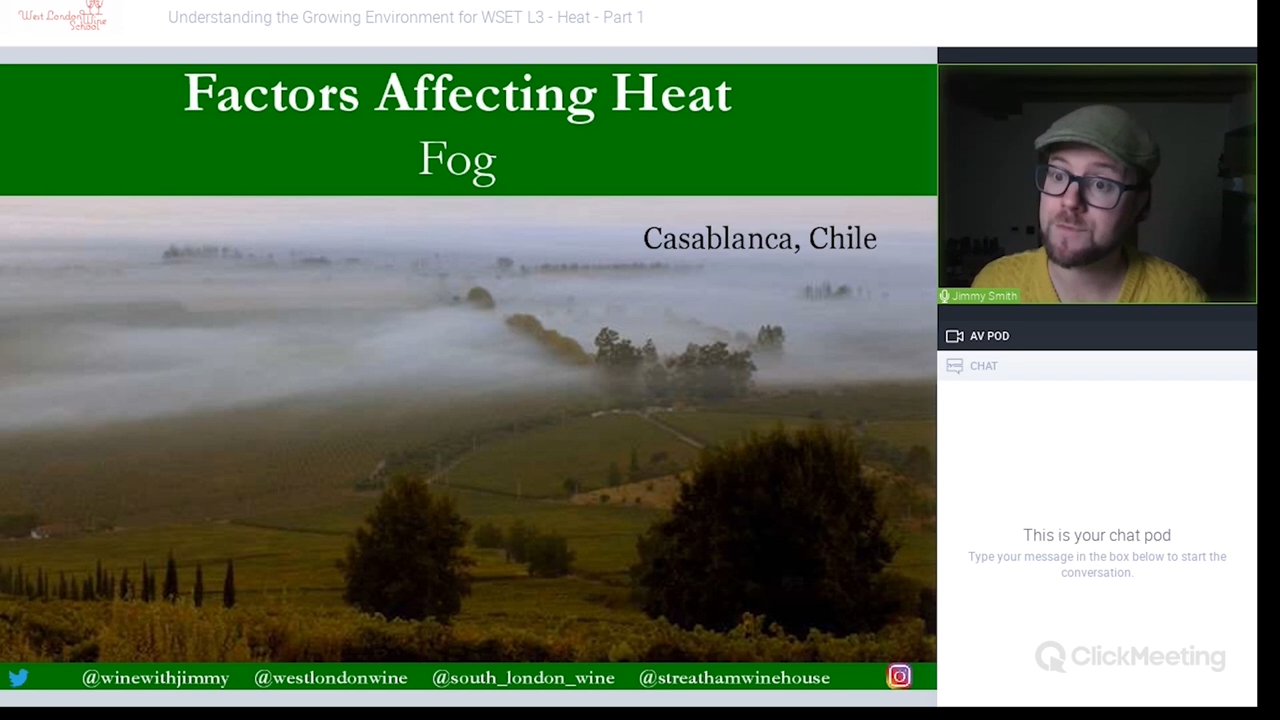 West London
Wine
School
Understanding the Growing Environment for WSET L3 - Heat - Part 1
Factors Affecting Heat
Fog
Casablanca, Chile
@winewithjimmy @westlondonwine @south_london_wine @streathamwinehouse
Jimmy Smith
AV POD
CHAT
This is your chat pod
Type your message in the box below to start the
conversation.
ClickMeeting